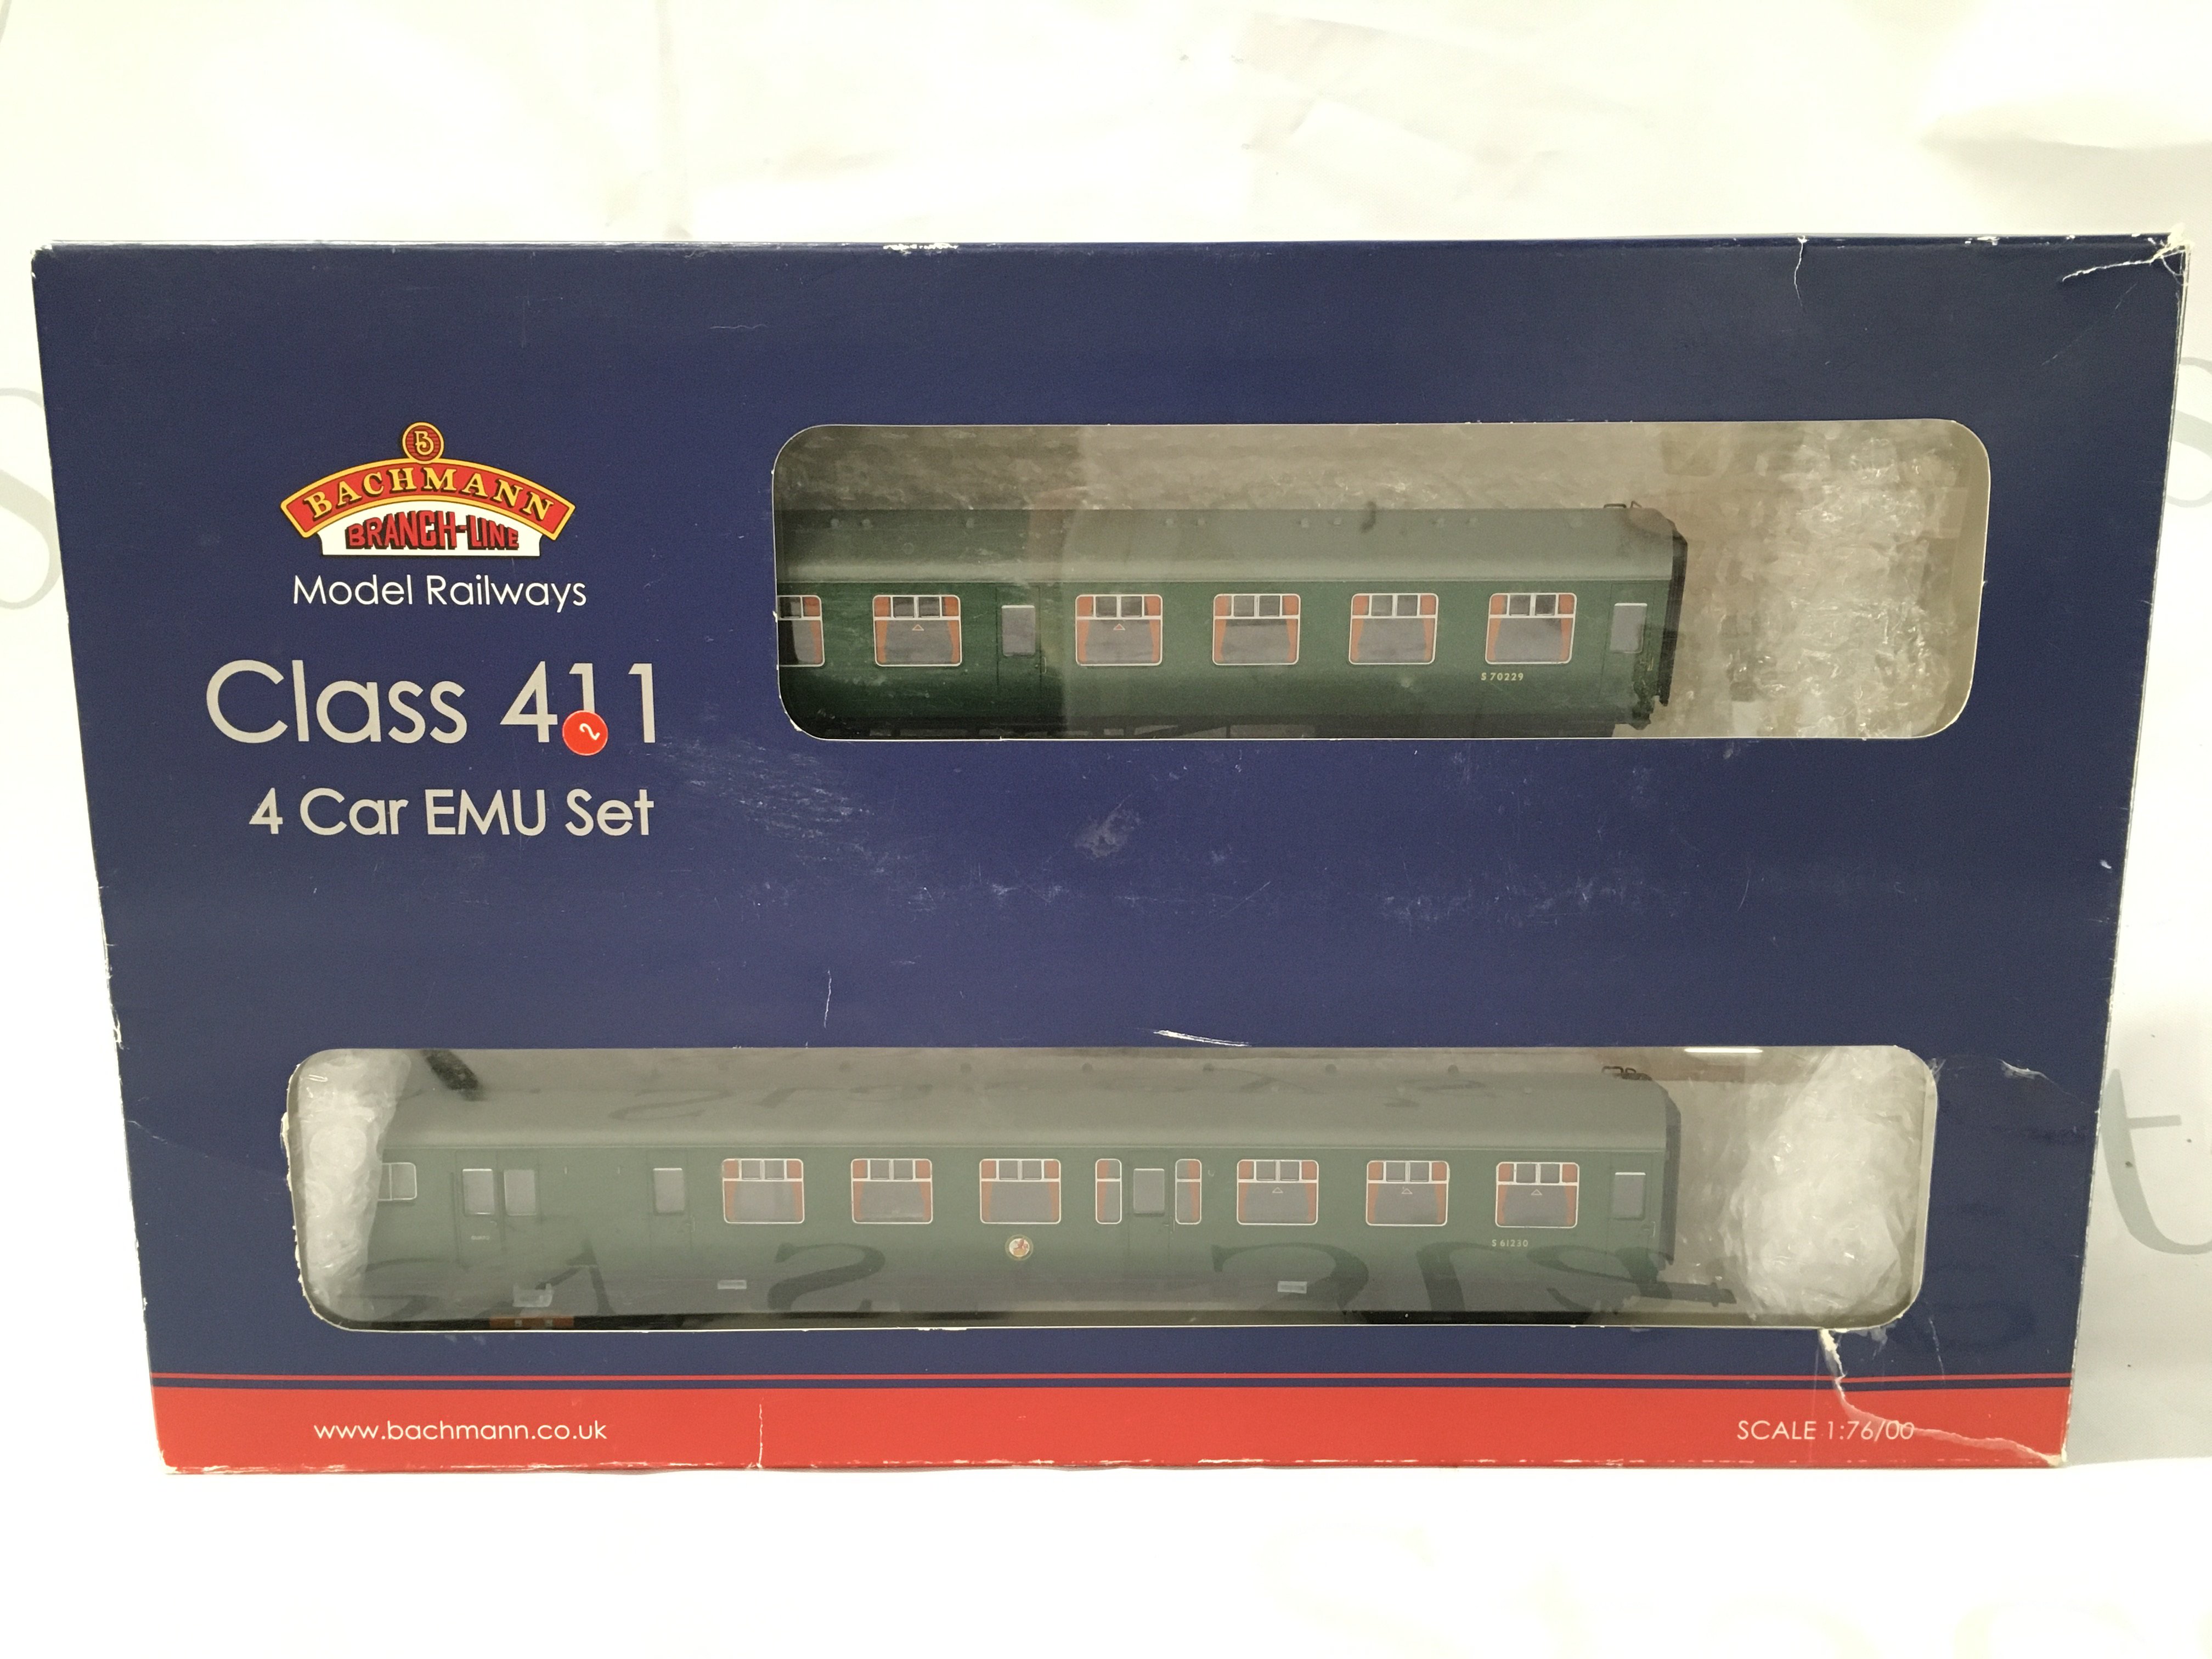 B
BACHMANN
BRANCH-LINE
Model Railways
Class 411
2
4 Car EMU Set
S 70229
S 61230
www.bachmann.co.uk
SCALE 1:76/00